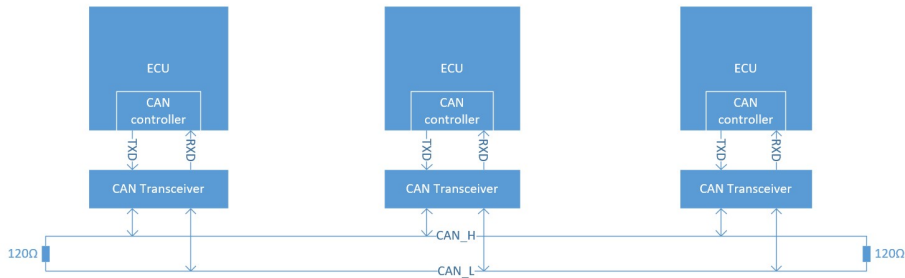 ECU
ECU
ECU
CAN
controller
CAN
controller
CAN
controller
TXD
RXD
TXD
RXD
TXD
RXD
CAN Transceiver
CAN Transceiver
CAN Transceiver
CAN_H
120Ω
120Ω
CAN_L